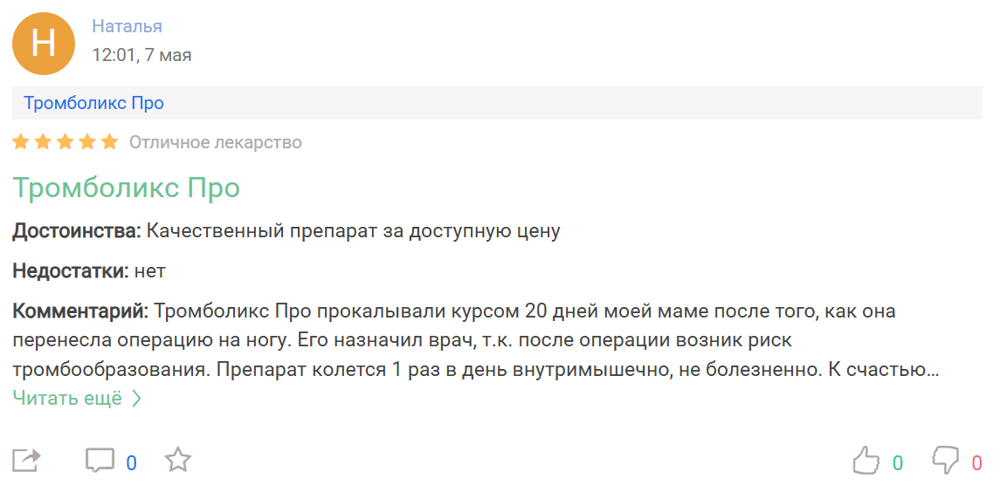 Н
Наталья
12:01, 7 мая
Тромболикс Про
Отличное лекарство
Тромболикс Про
Достоинства: Качественный препарат за доступную цену
Недостатки: нет
Комментарий: Тромболикс Про прокалывали курсом 20 дней моей маме после того, как она
перенесла операцию на ногу. Его назначил врач, т.к. после операции возник риск
тромбообразования. Препарат колется 1 раз в день внутримышечно, не болезненно. К счастью...
Читать ещё
0 0 0